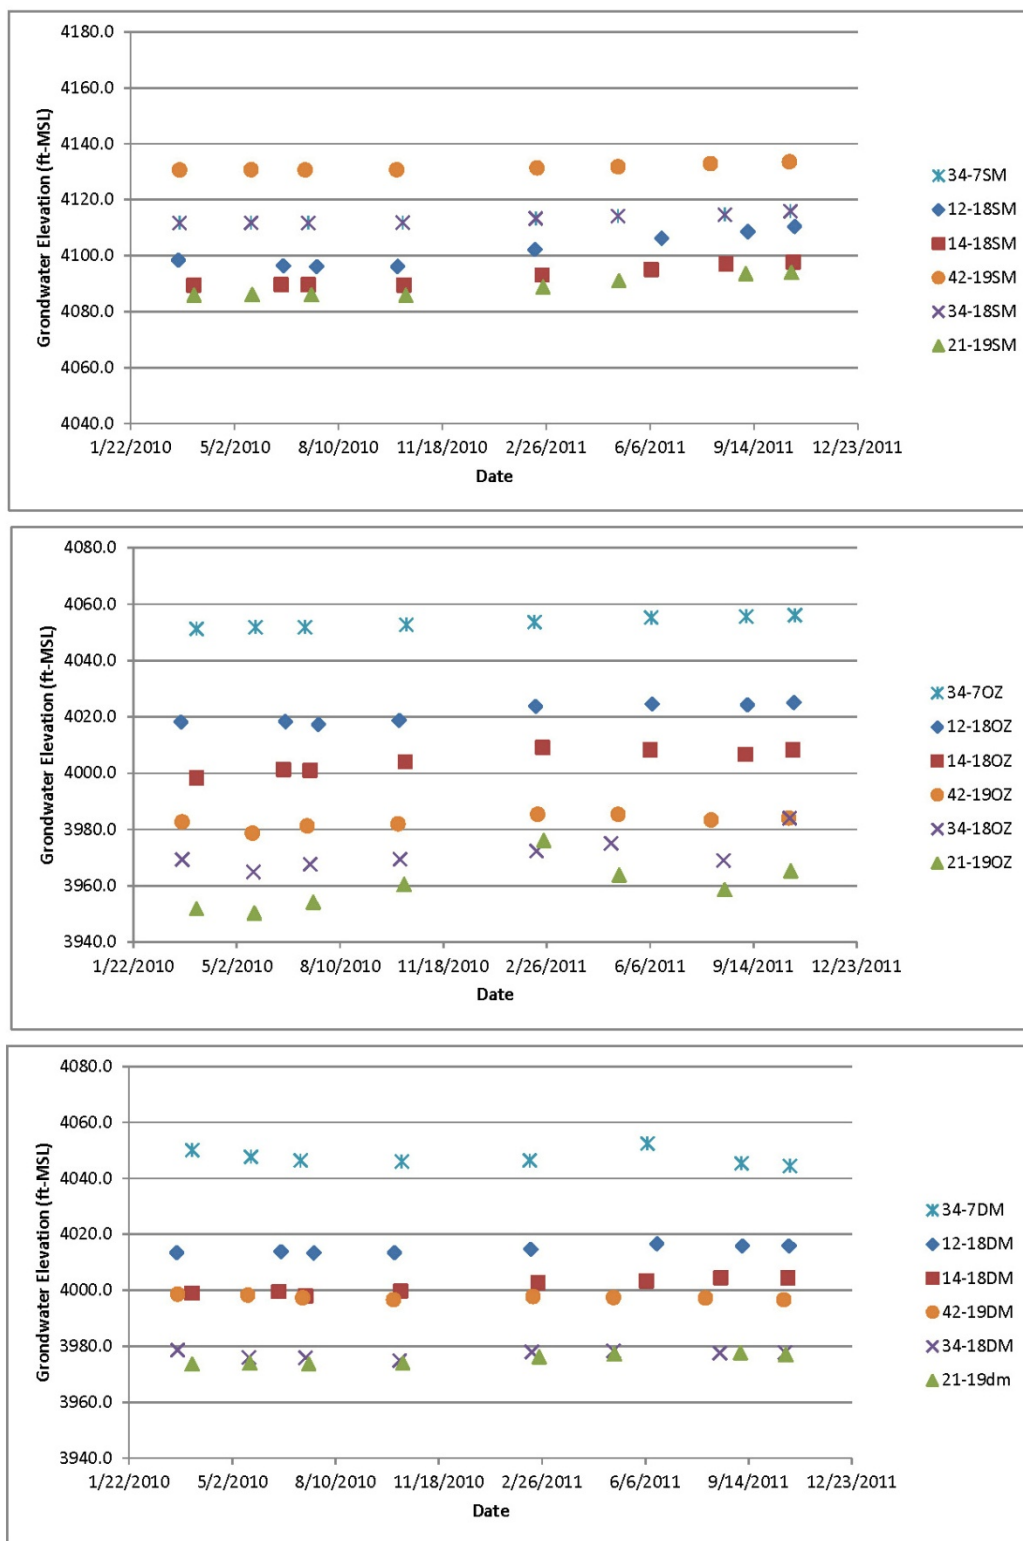 4180.0
4160.0
4140.0
4120.0
4100.0
4080.0
4060.0
4040.0
Grondwater Elevation (ft-MSL)
1/22/2010 5/2/2010 8/10/2010 11/18/2010 2/26/2011 6/6/2011 9/14/2011 12/23/2011
Date
34-7SM
12-18SM
14-18SM
42-19SM
34-18SM
21-19SM
4080.0
4060.0
4040.0
4020.0
4000.0
3980.0
3960.0
3940.0
Grondwater Elevation (ft-MSL)
1/22/2010 5/2/2010 8/10/2010 11/18/2010 2/26/2011 6/6/2011 9/14/2011 12/23/2011
Date
34-7OZ
12-18OZ
14-18OZ
42-19OZ
34-18OZ
21-19OZ
4080.0
4060.0
4040.0
4020.0
4000.0
3980.0
3960.0
3940.0
Grondwater Elevation (ft-MSL)
1/22/2010 5/2/2010 8/10/2010 11/18/2010 2/26/2011 6/6/2011 9/14/2011 12/23/2011
Date
34-7DM
12-18DM
14-18DM
42-19DM
34-18DM
21-19dm